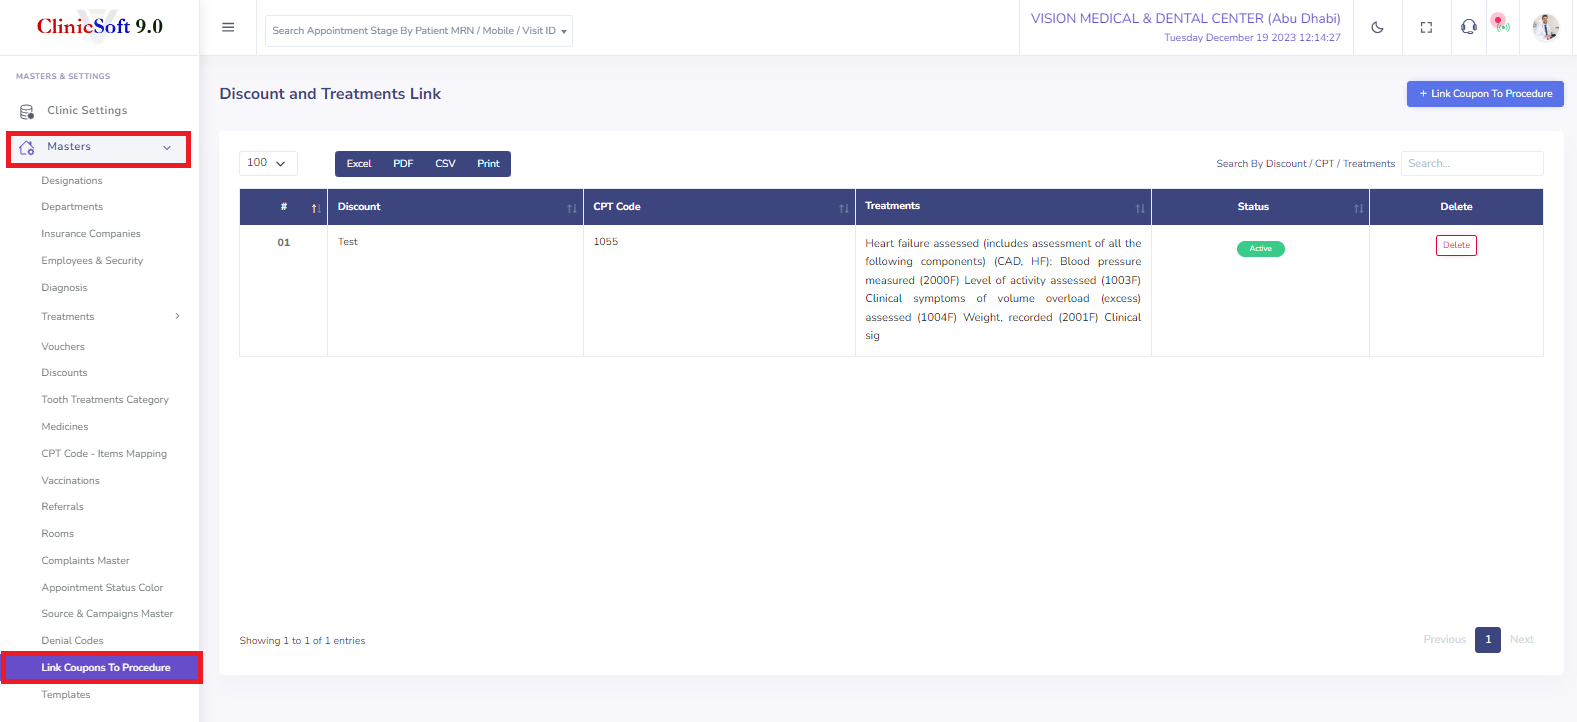 ClinicSoft 9.0
Search Appointment Stage By Patient MRN / Mobile / Visit ID
VISION MEDICAL & DENTAL CENTER (Abu Dhabi)
Tuesday December 19 2023 12:14:27
MASTERS & SETTINGS
Clinic Settings
Masters
Designations
Departments
Insurance Companies
Employees & Security
Diagnosis
Treatments
Vouchers
Discounts
Tooth Treatments Category
Medicines
CPT Code - Items Mapping
Vaccinations
Referrals
Rooms
Complaints Master
Appointment Status Color
Source & Campaigns Master
Denial Codes
Link Coupons To Procedure
Templates
Discount and Treatments Link
+ Link Coupon To Procedure
100
Excel PDF CSV Print
Search By Discount / CPT / Treatments Search...
# Discount CPT Code Treatments Status Delete
01 Test 1055
Heart failure assessed (includes assessment of all the
following components) (CAD, HF): Blood pressure
measured (2000F) Level of activity assessed (1003F)
Clinical symptoms of volume overload (excess)
assessed (1004F) Weight, recorded (2001F) Clinical
sig
Active
Delete
Showing 1 to 1 of 1 entries
Previous 1 Next